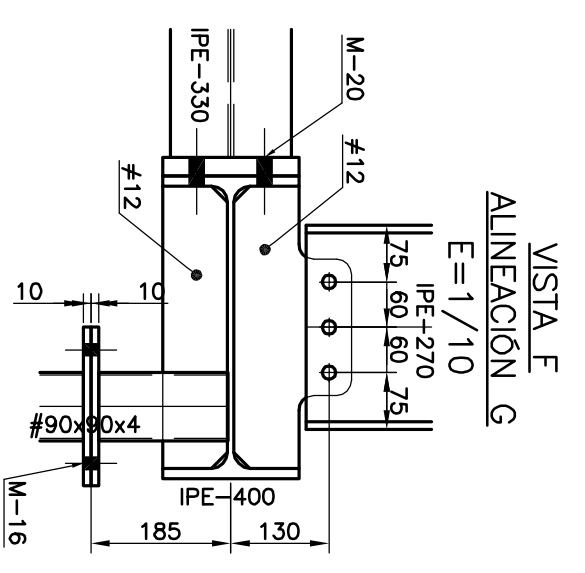 VISTA F
ALINEACIÓN G
E=1/10
M-20
IPE-330
#12
#12
75
60
60
75
IPE-270
10
10
#90x90x4
M-16
IPE-400
185
130